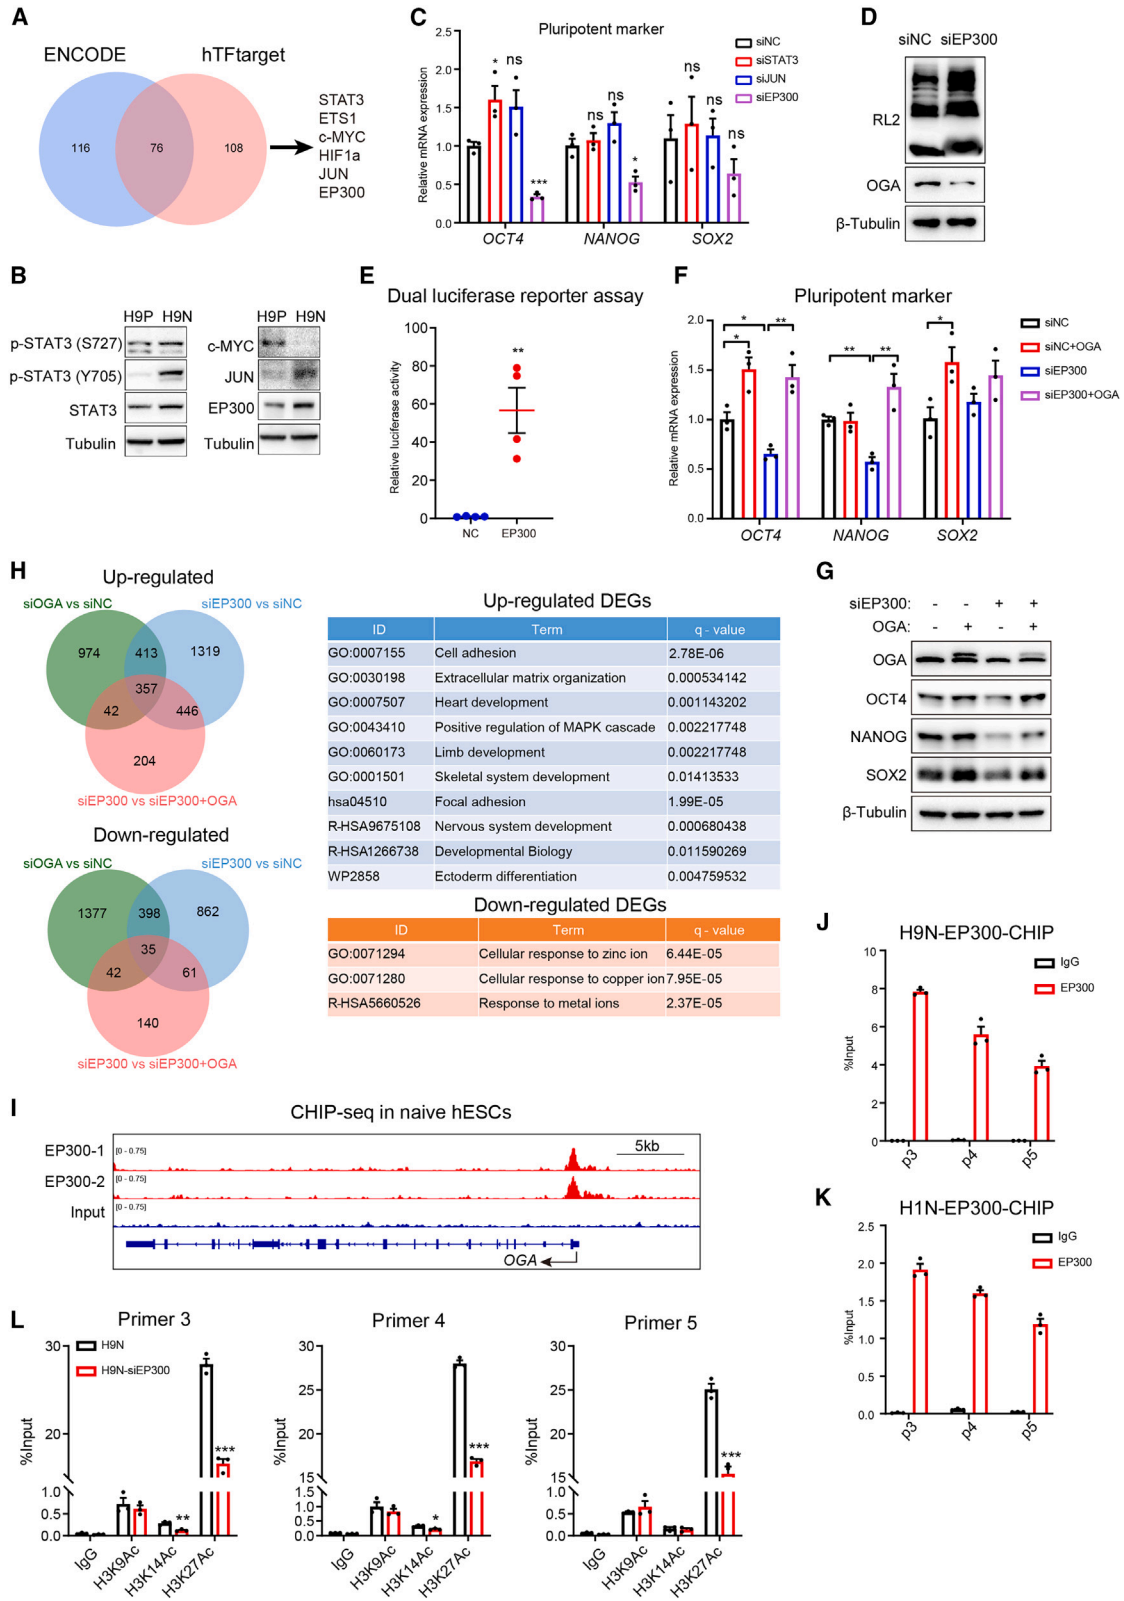 A
ENCODE
hTFtarget
116
76
108
STAT3
ETS1
c-MYC
HIF1a
JUN
EP300
B
H9P H9N
p-STAT3 (S727)
p-STAT3 (Y705)
STAT3
Tubulin
H9P H9N
c-MYC
JUN
EP300
Tubulin
C
Pluripotent marker
Relative mRNA expression
2.5
2.0
1.5
1.0
0.5
0.0
* ns *** ns ns * ns ns ns
OCT4 NANOG SOX2
siNC
siSTAT3
siJUN
siEP300
D
siNC siEP300
RL2
OGA
β-Tubulin
E
Dual luciferase reporter assay
Relative luciferase activity
100
80
60
40
20
0
**
NC EP300
F
Pluripotent marker
Relative mRNA expression
2.0
1.5
1.0
0.5
0.0
* ** * ** ** *
OCT4 NANOG SOX2
siNC
siNC+OGA
siEP300
siEP300+OGA
G
siEP300: - - + +
OGA: - + - +
OGA
OCT4
NANOG
SOX2
β-Tubulin
H
Up-regulated
siOGA vs siNC
siEP300 vs siNC
974 413 1319
357
42 446
204
siEP300 vs siEP300+OGA
Down-regulated
siOGA vs siNC
siEP300 vs siNC
1377 398 862
35
42 61
140
siEP300 vs siEP300+OGA
Up-regulated DEGs
ID Term q - value
GO:0007155 Cell adhesion 2.78E-06
GO:0030198 Extracellular matrix organization 0.000534142
GO:0007507 Heart development 0.001143202
GO:0043410 Positive regulation of MAPK cascade 0.002217748
GO:0060173 Limb development 0.002217748
GO:0001501 Skeletal system development 0.01413533
hsa04510 Focal adhesion 1.99E-05
R-HSA9675108 Nervous system development 0.000680438
R-HSA1266738 Developmental Biology 0.011590269
WP2858 Ectoderm differentiation 0.004759532
Down-regulated DEGs
ID Term q - value
GO:0071294 Cellular response to zinc ion 6.44E-05
GO:0071280 Cellular response to copper ion 7.95E-05
R-HSA5660526 Response to metal ions 2.37E-05
I
CHIP-seq in naive hESCs
EP300-1
[0 - 0.75]
5kb
EP300-2
[0 - 0.75]
Input
[0 - 0.75]
OGA
J
H9N-EP300-CHIP
%Input
10
8
6
4
2
0
p3 p4 p5
IgG
EP300
K
H1N-EP300-CHIP
%Input
2.5
2.0
1.5
1.0
0.5
0.0
p3 p4 p5
IgG
EP300
L
Primer 3
%Input
30
20
15
1.0
0.5
0.0
H9N
H9N-siEP300
** ***
IgG H3K9Ac H3K14Ac H3K27Ac
Primer 4
%Input
30
25
20
15
1.5
1.0
0.5
0.0
* ***
IgG H3K9Ac H3K14Ac H3K27Ac
Primer 5
%Input
30
25
20
15
1.0
0.5
0.0
***
IgG H3K9Ac H3K14Ac H3K27Ac